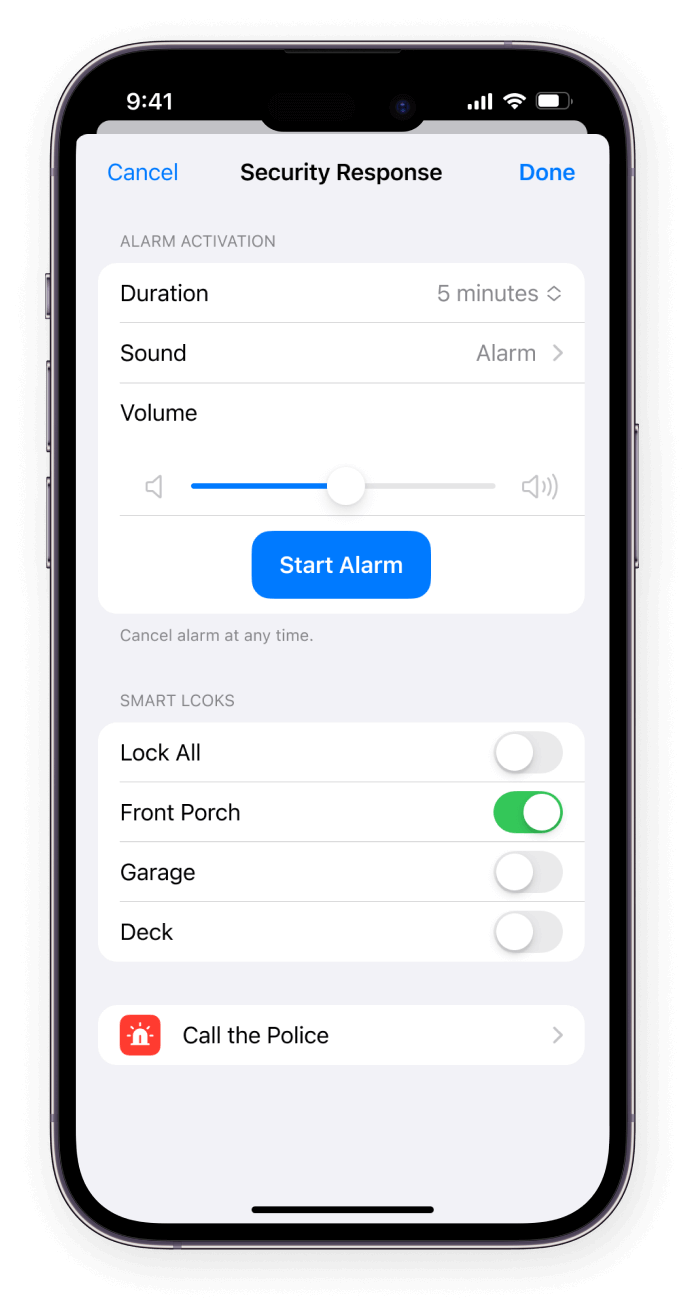 9:41
Cancel Security Response Done
ALARM ACTIVATION
Duration 5 minutes
Sound Alarm
Volume
Start Alarm
Cancel alarm at any time.
SMART LCOKS
Lock All
Front Porch
Garage
Deck
Call the Police